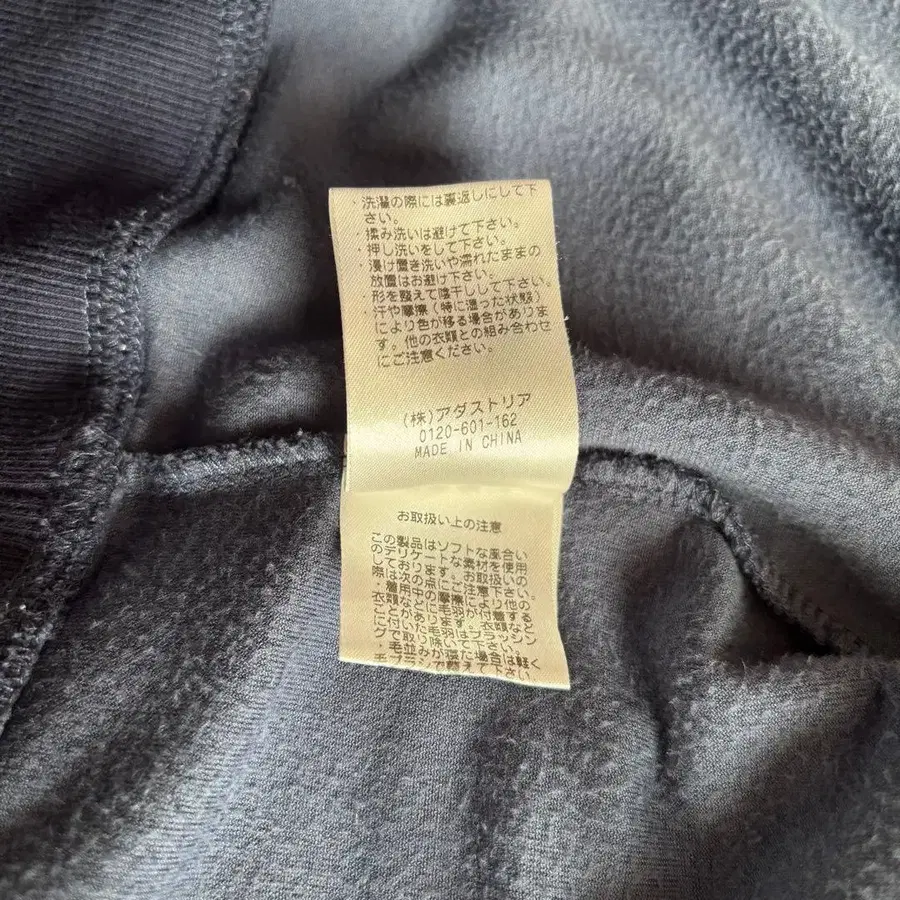 ・洗濯の際には裏返しにして下
さい。
・揉み洗いは避けて下さい。
・押し洗いをして下さい。
・浸け置き洗いや濡れたままの
放置はお避け下さい。
・形を整えて陰干しして下さい。
・汗や摩擦(特に湿った状態)
により色が移る場合がありま
す。他の衣類との組み合わせ
にご注意ください。
(株)アダストリア
0120-601-162
MADE IN CHINA
お取扱い上の注意
この製品はソフトな風合い
のデリケートな素材を使用
しております。お取扱いの
際は次の点に注意下さい。